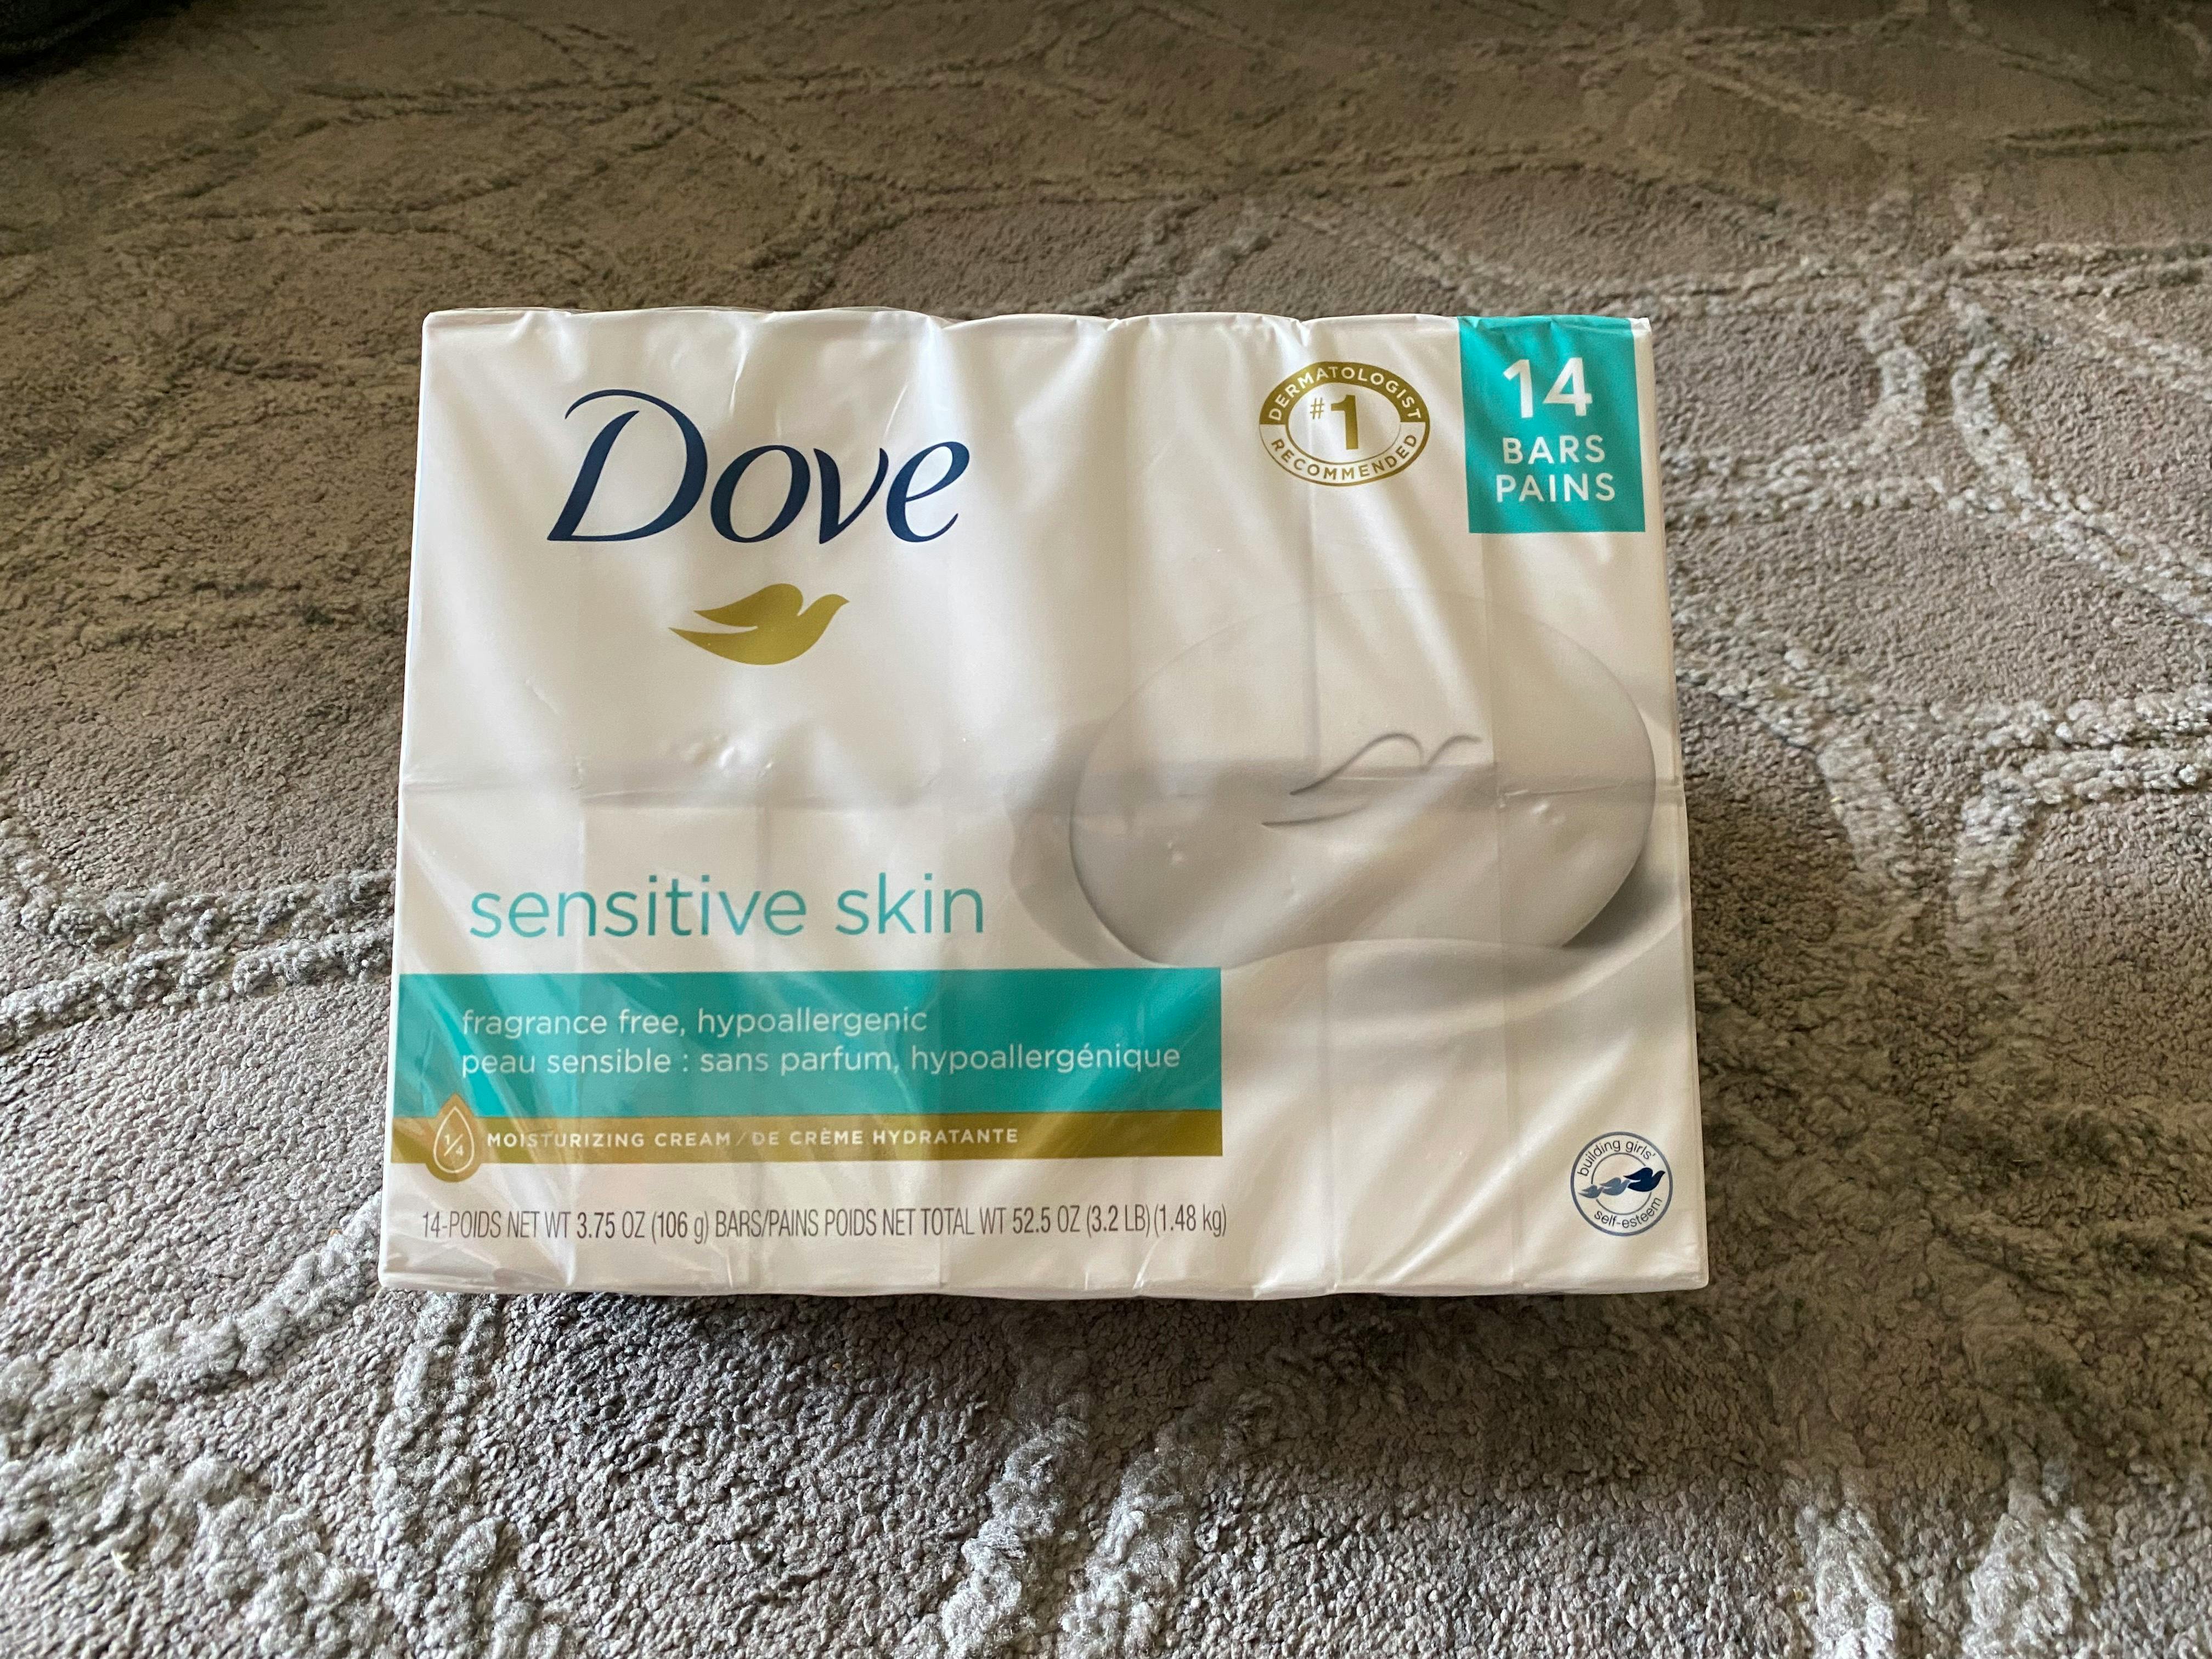 Dove
DERMATOLOGIST
#1
RECOMMENDED
14
BARS
PAINS
sensitive skin
fragrance free, hypoallergenic
peau sensible : sans parfum, hypoallergénique
1/4 MOISTURIZING CREAM / DE CRÈME HYDRATANTE
14-POIDS NET WT 3.75 OZ (106 g) BARS/PAINS POIDS NET TOTAL WT 52.5 OZ (3.2 LB) (1.48 kg)
building girls'
self-esteem